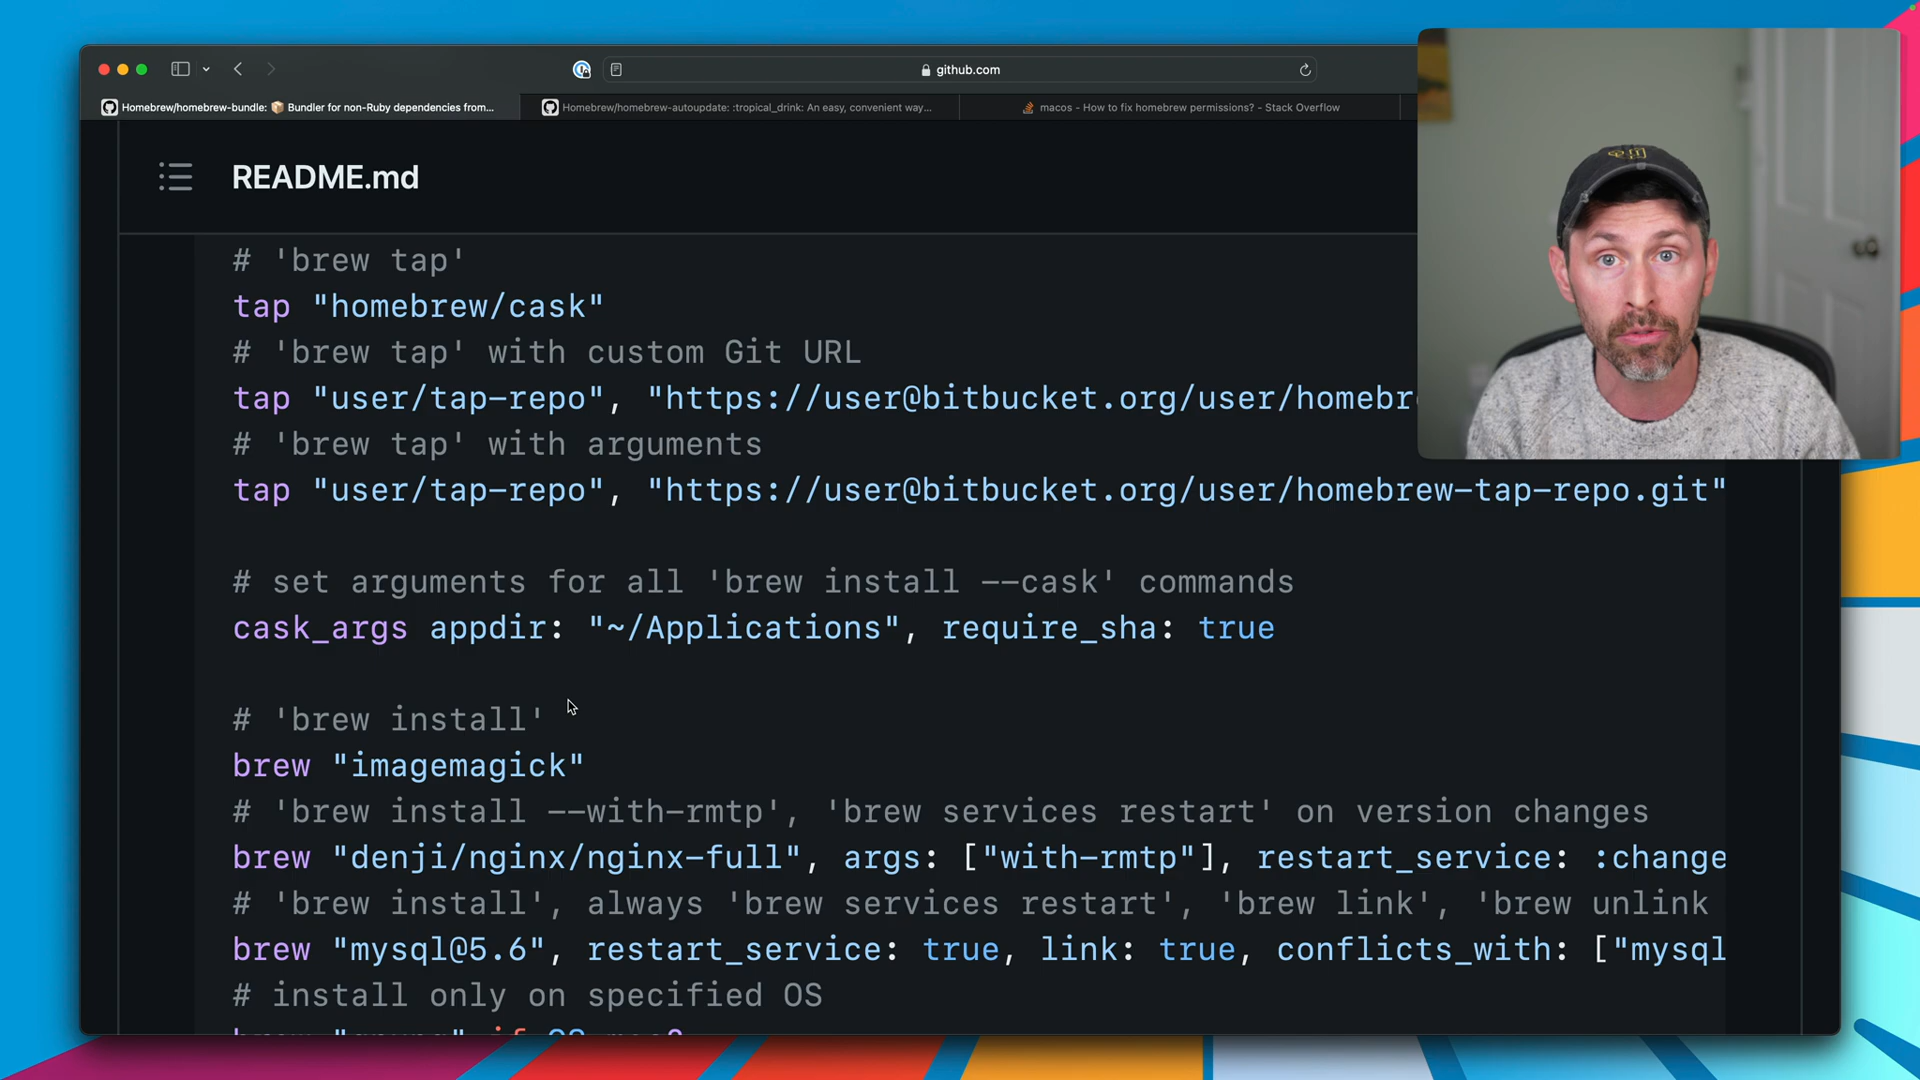 github.com
Homebrew/homebrew-bundle: 📦 Bundler for non-Ruby dependencies from...
Homebrew/homebrew-autoupdate: :tropical_drink: An easy, convenient way...
macos - How to fix homebrew permissions? - Stack Overflow
README.md
# 'brew tap'
tap "homebrew/cask"
# 'brew tap' with custom Git URL
tap "user/tap-repo", "https://user@bitbucket.org/user/homebr
# 'brew tap' with arguments
tap "user/tap-repo", "https://user@bitbucket.org/user/homebrew-tap-repo.git"
# set arguments for all 'brew install --cask' commands
cask_args appdir: "~/Applications", require_sha: true
# 'brew install'
brew "imagemagick"
# 'brew install --with-rmtp', 'brew services restart' on version changes
brew "denji/nginx/nginx-full", args: ["with-rmtp"], restart_service: :change
# 'brew install', always 'brew services restart', 'brew link', 'brew unlink
brew "mysql@5.6", restart_service: true, link: true, conflicts_with: ["mysql
# install only on specified OS